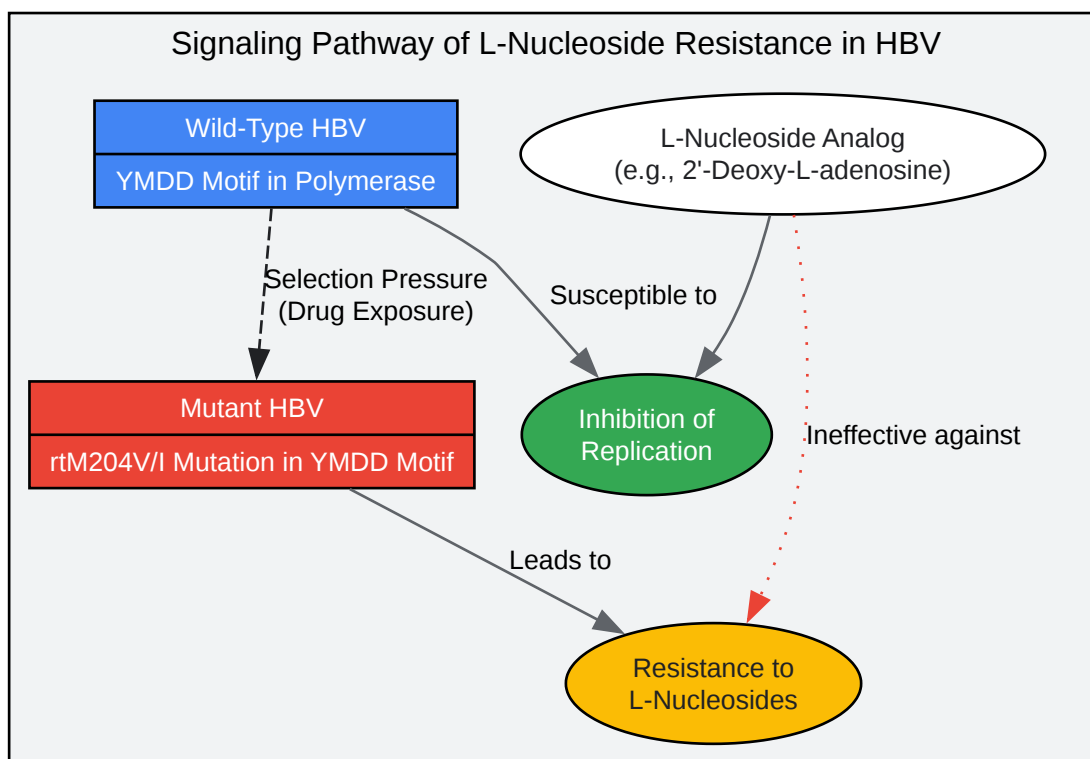 Signaling Pathway of L-Nucleoside Resistance in HBV
Wild-Type HBV
YMDD Motif in Polymerase
L-Nucleoside Analog
(e.g., 2'-Deoxy-L-adenosine)
Selection Pressure
(Drug Exposure)
Susceptible to
Mutant HBV
rtM204V/I Mutation in YMDD Motif
Inhibition of
Replication
Ineffective against
Leads to
Resistance to
L-Nucleosides